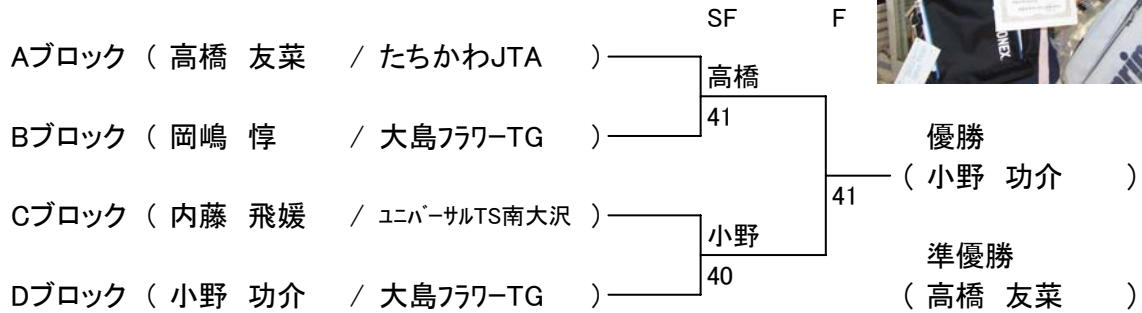 SF F
Aブロック ( 高橋 友菜 / たちかわJTA )
高橋
41
Bブロック ( 岡嶋 惇 / 大島フラワーTG )
優勝
( 小野 功介 )
41
Cブロック ( 内藤 飛媛 / ユニバーサルTS南大沢 )
小野
40
準優勝
Dブロック ( 小野 功介 / 大島フラワーTG )
( 高橋 友菜 )
YONEX